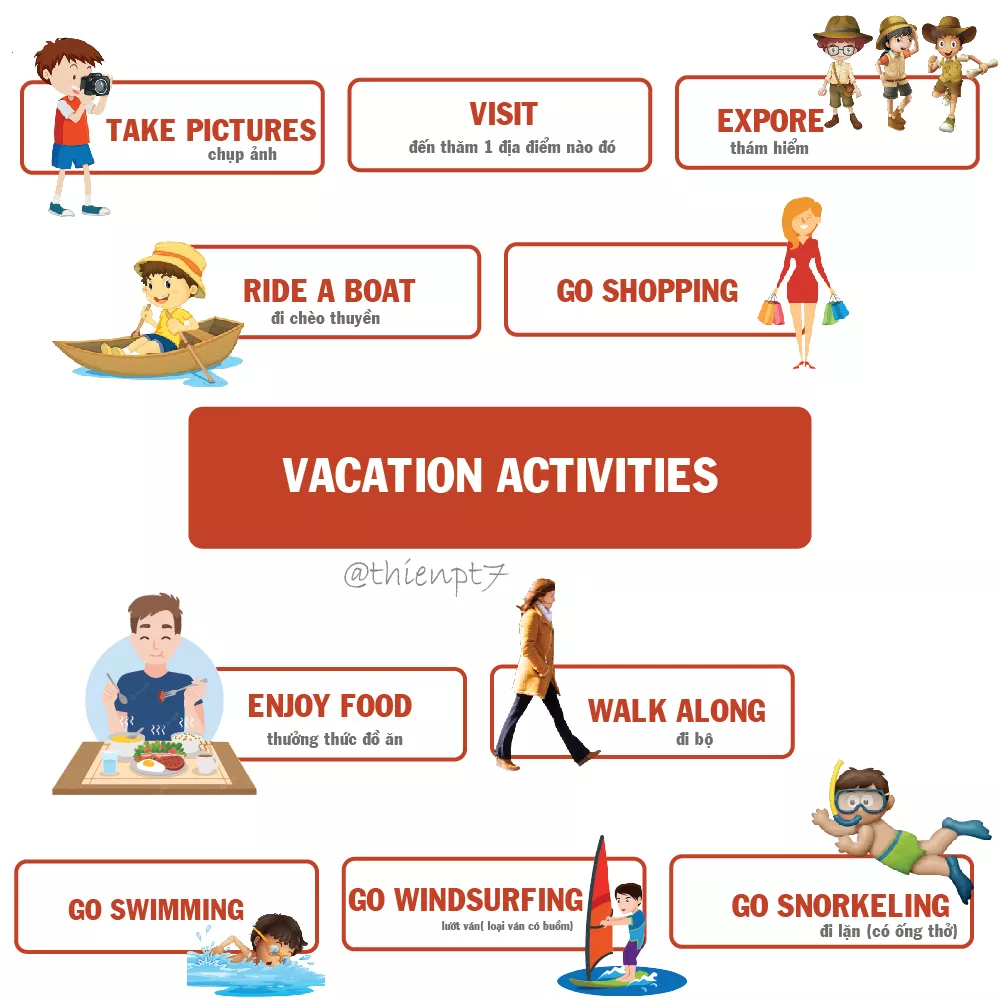 TAKE PICTURES
chụp ảnh
VISIT
đến thăm 1 địa điểm nào đó
EXPORE
thám hiểm
RIDE A BOAT
đi chèo thuyền
GO SHOPPING
VACATION ACTIVITIES
@thienpt7
ENJOY FOOD
thưởng thức đồ ăn
WALK ALONG
đi bộ
GO SWIMMING
GO WINDSURFING
lướt ván( loại ván có buồm)
GO SNORKELING
đi lặn (có ống thở)